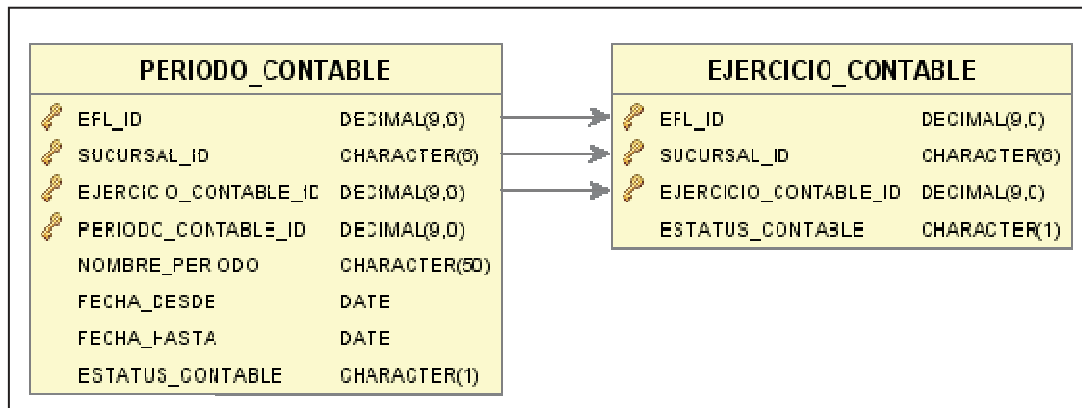 PERIODO_CONTABLE
EFL_ID DECIMAL(9,0)
SUCURSAL_ID CHARACTER(6)
EJERCICIO_CONTABLE_ID DECIMAL(9,0)
PERIODO_CONTABLE_ID DECIMAL(9,0)
NOMBRE_PERIODO CHARACTER(50)
FECHA_DESDE DATE
FECHA_HASTA DATE
ESTATUS_CONTABLE CHARACTER(1)
EJERCICIO_CONTABLE
EFL_ID DECIMAL(9,0)
SUCURSAL_ID CHARACTER(6)
EJERCICIO_CONTABLE_ID DECIMAL(9,0)
ESTATUS_CONTABLE CHARACTER(1)